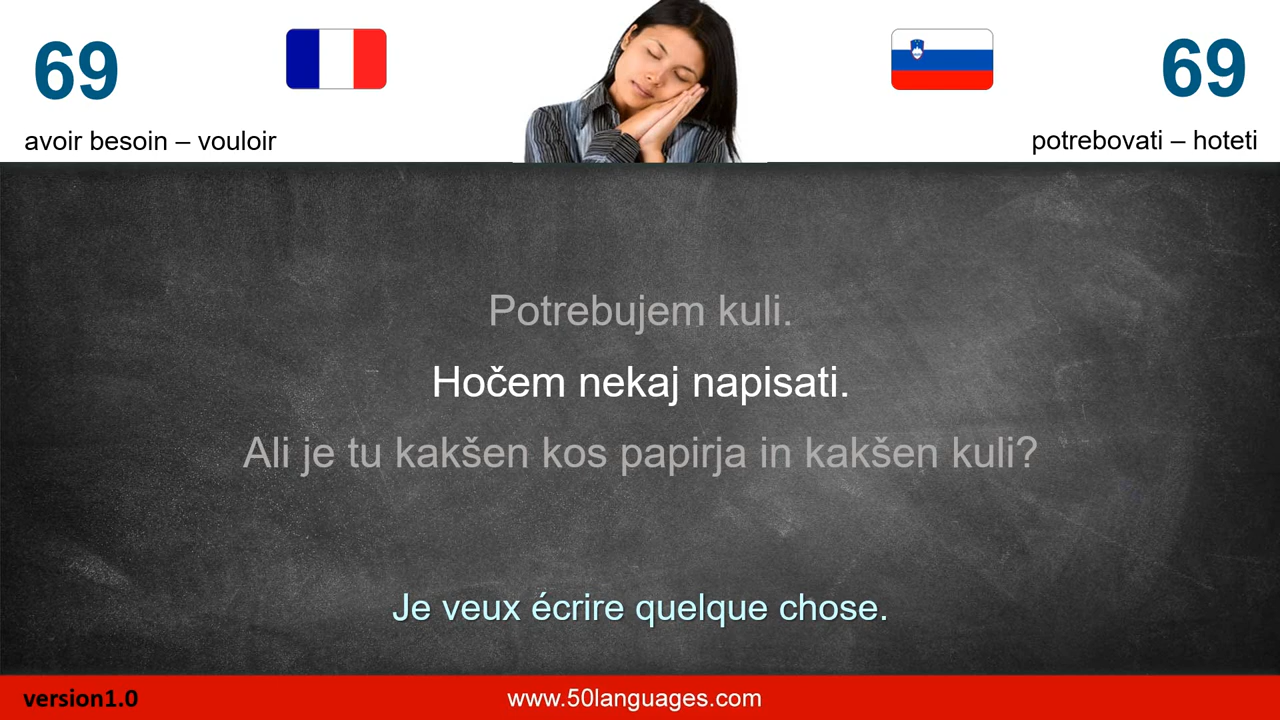 69
69
avoir besoin – vouloir
potrebovati – hoteti
Potrebujem kuli.
Hočem nekaj napisati.
Ali je tu kakšen kos papirja in kakšen kuli?
Je veux écrire quelque chose.
version1.0
www.50languages.com